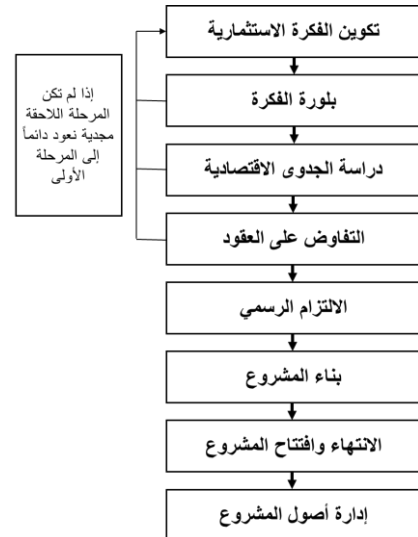 تكوين الفكرة الاستثمارية
بلورة الفكرة
دراسة الجدوى الاقتصادية
التفاوض على العقود
الالتزام الرسمي
بناء المشروع
الانتهاء وافتتاح المشروع
إدارة أصول المشروع
إذا لم تكن
المرحلة اللاحقة
مجدية نعود دائماً
إلى المرحلة
الأولى